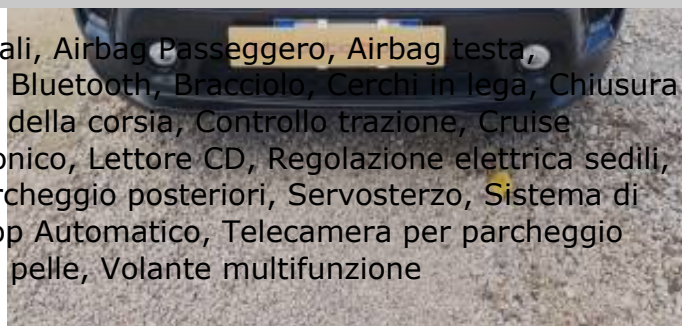 ali, Airbag Passeggero, Airbag testa,
Bluetooth, Bracciolo, Cerchi in lega, Chiusura
della corsia, Controllo trazione, Cruise
onico, Lettore CD, Regolazione elettrica sedili,
rcheggio posteriori, Servosterzo, Sistema di
op Automatico, Telecamera per parcheggio
pelle, Volante multifunzione